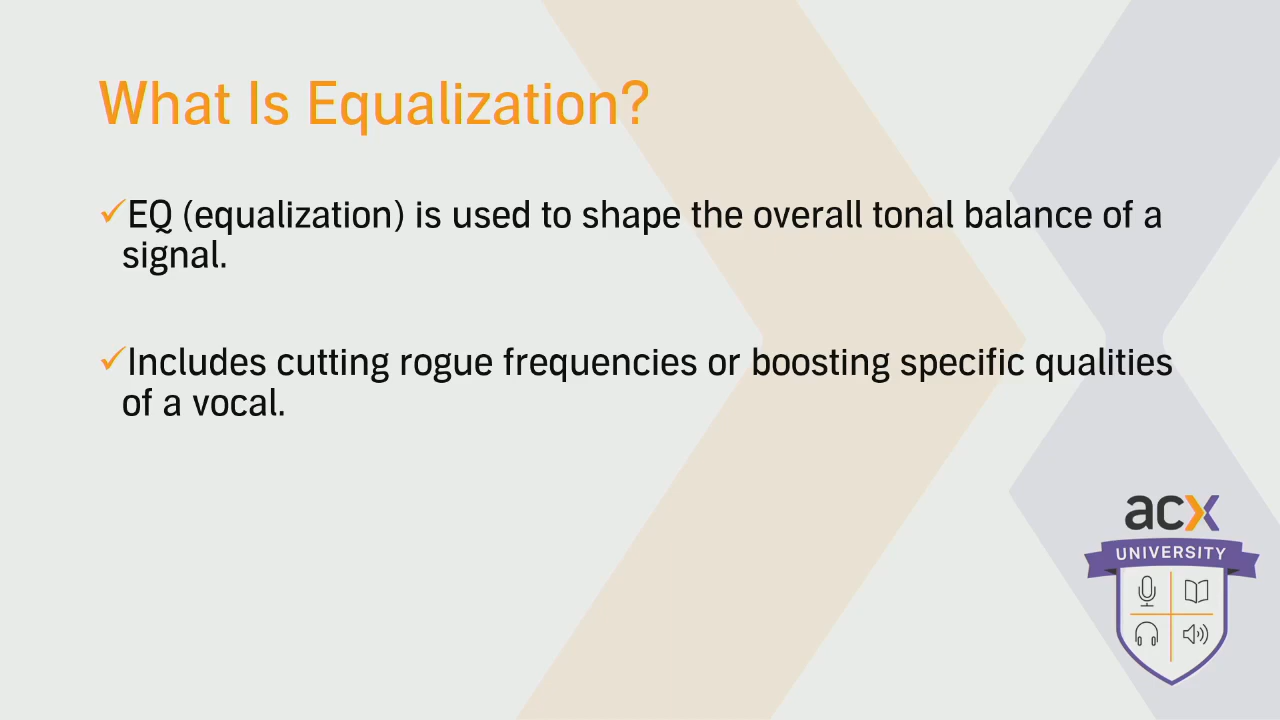 What Is Equalization?
✓EQ (equalization) is used to shape the overall tonal balance of a
signal.
✓Includes cutting rogue frequencies or boosting specific qualities
of a vocal.
acx
UNIVERSITY